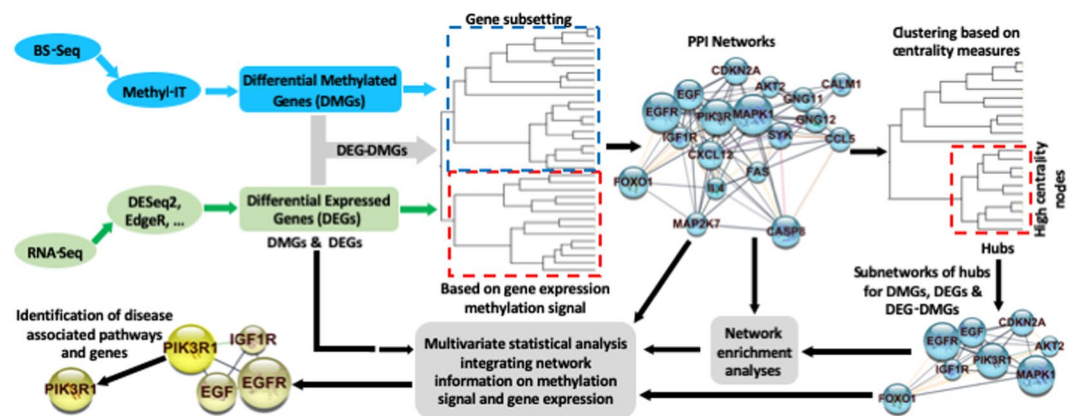 Gene subsetting
BS-Seq
Methyl-IT
Differential Methylated
Genes (DMGs)
DEG-DMGs
RNA-Seq
DESeq2,
EdgeR, ...
Differential Expressed
Genes (DEGs)
DMGs & DEGs
Based on gene expression
methylation signal
PPI Networks
CDKN2A
AKT2
CALM1
EGF
GNG11
EGFR
PIK3R
MAPK1
GNG12
IGF1R
SYK
CCL5
CXCL12
FAS
FOXO1
IL4
MAP2K7
CASP8
Clustering based on
centrality measures
High centrality
nodes
Hubs
Subnetworks of hubs
for DMGs, DEGs &
DEG-DMGs
CDKN2A
EGF
EGFR
AKT2
PIK3R1
IGF1R
MAPK1
FOXO1
Network
enrichment
analyses
Multivariate statistical analysis
integrating network
information on methylation
signal and gene expression
Identification of disease
associated pathways
and genes
IGF1R
PIK3R1
EGFR
EGF
PIK3R1